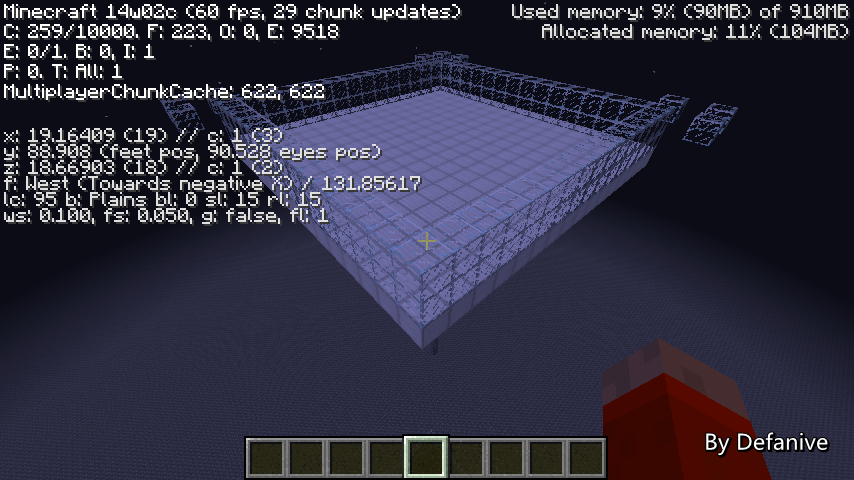 Minecraft 14w02c (60 fps, 29 chunk updates)
C: 259/10000. F: 223, O: 0, E: 9518
E: 0/1. B: 0, I: 1
P: 0. T: All: 1
MultiplayerChunkCache: 622, 622
Used memory: 9% (90MB) of 910MB
Allocated memory: 11% (104MB)
x: 19.16409 (19) // c: 1 (3)
y: 88.908 (feet pos, 90.528 eyes pos)
z: 18.66903 (18) // c: 1 (2)
f: West (Towards negative X) / 131.85617
lc: 95 b: Plains bl: 0 sl: 15 rl: 15
ws: 0.100, fs: 0.050, g: false, fl: 1
By Defanive